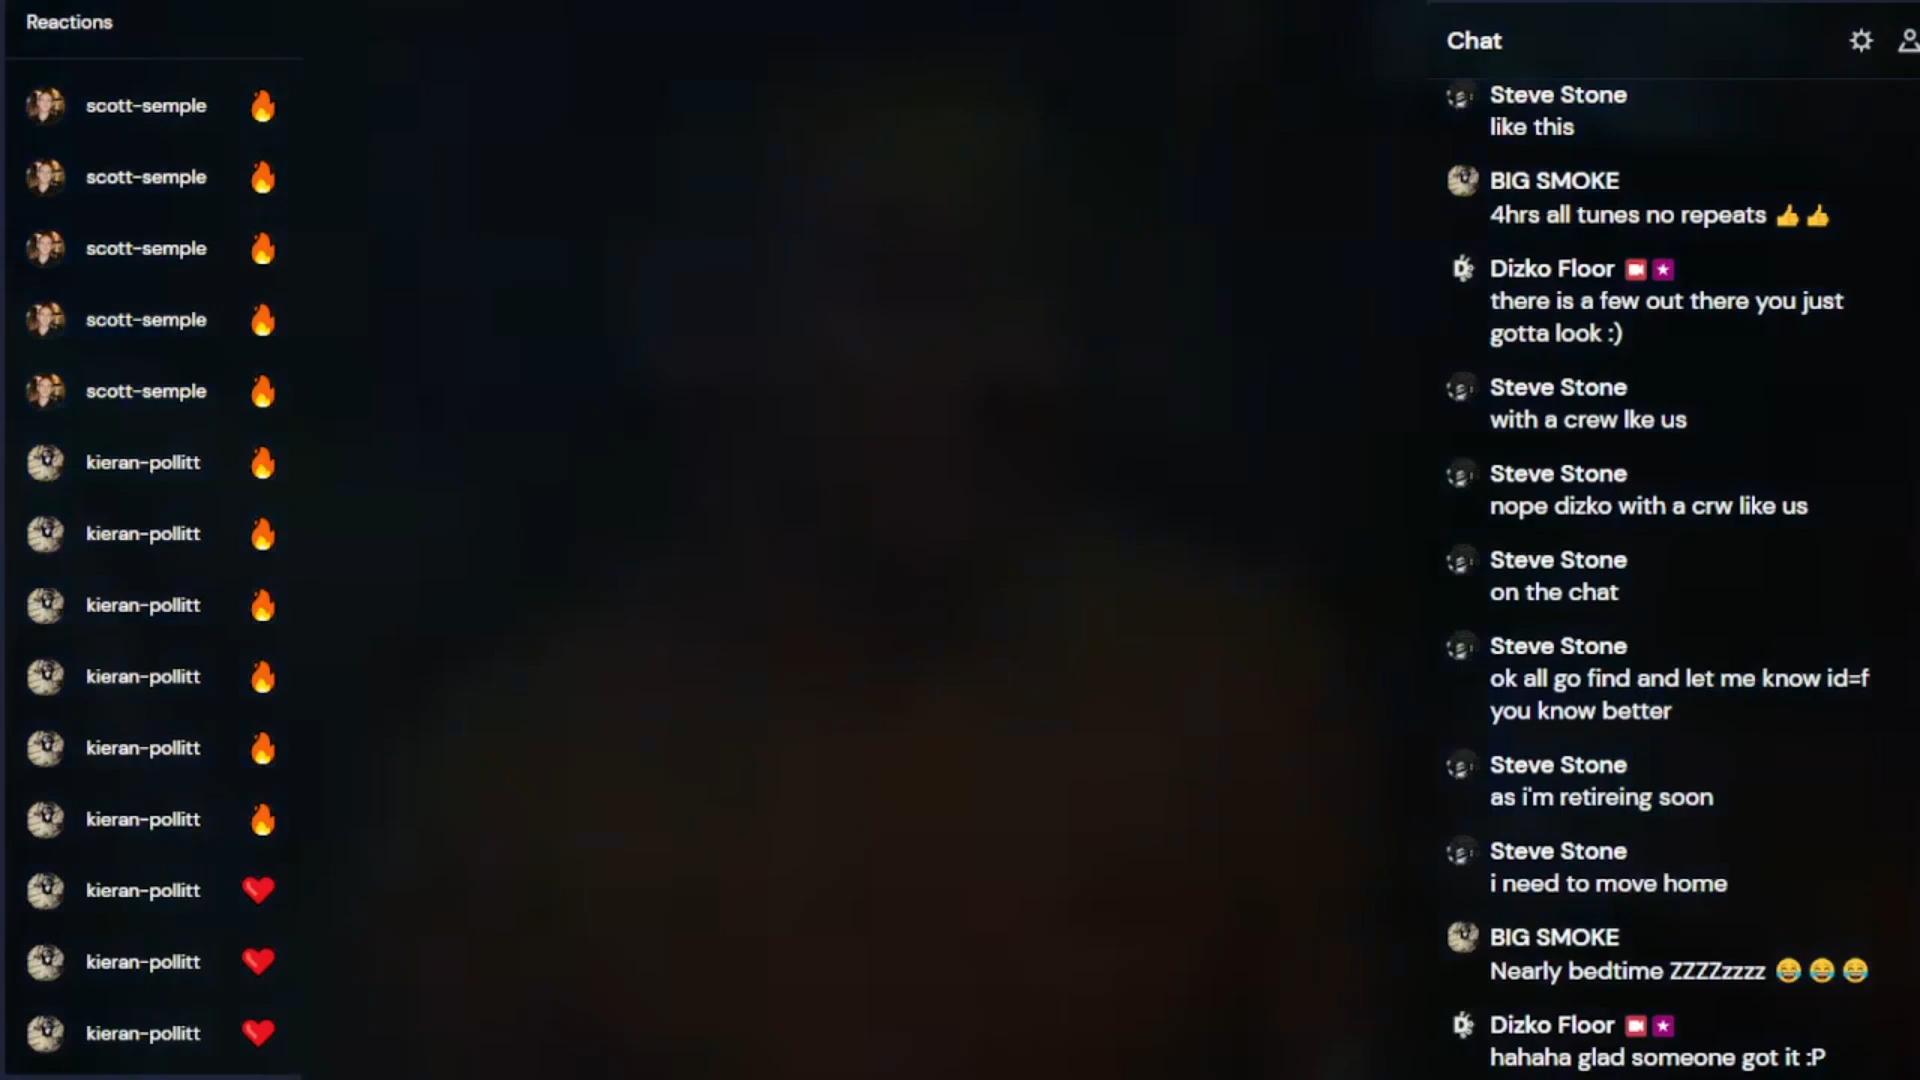 Reactions
scott-semple 🔥
scott-semple 🔥
scott-semple 🔥
scott-semple 🔥
scott-semple 🔥
kieran-pollitt 🔥
kieran-pollitt 🔥
kieran-pollitt 🔥
kieran-pollitt 🔥
kieran-pollitt 🔥
kieran-pollitt 🔥
kieran-pollitt ❤️
kieran-pollitt ❤️
kieran-pollitt ❤️
Chat
Steve Stone
like this
BIG SMOKE
4hrs all tunes no repeats 👍 👍
Dizko Floor
there is a few out there you just
gotta look :)
Steve Stone
with a crew lke us
Steve Stone
nope dizko with a crw like us
Steve Stone
on the chat
Steve Stone
ok all go find and let me know id=f
you know better
Steve Stone
as i'm retireing soon
Steve Stone
i need to move home
BIG SMOKE
Nearly bedtime ZZZZzzzz 😂 😂 😂
Dizko Floor
hahaha glad someone got it :P